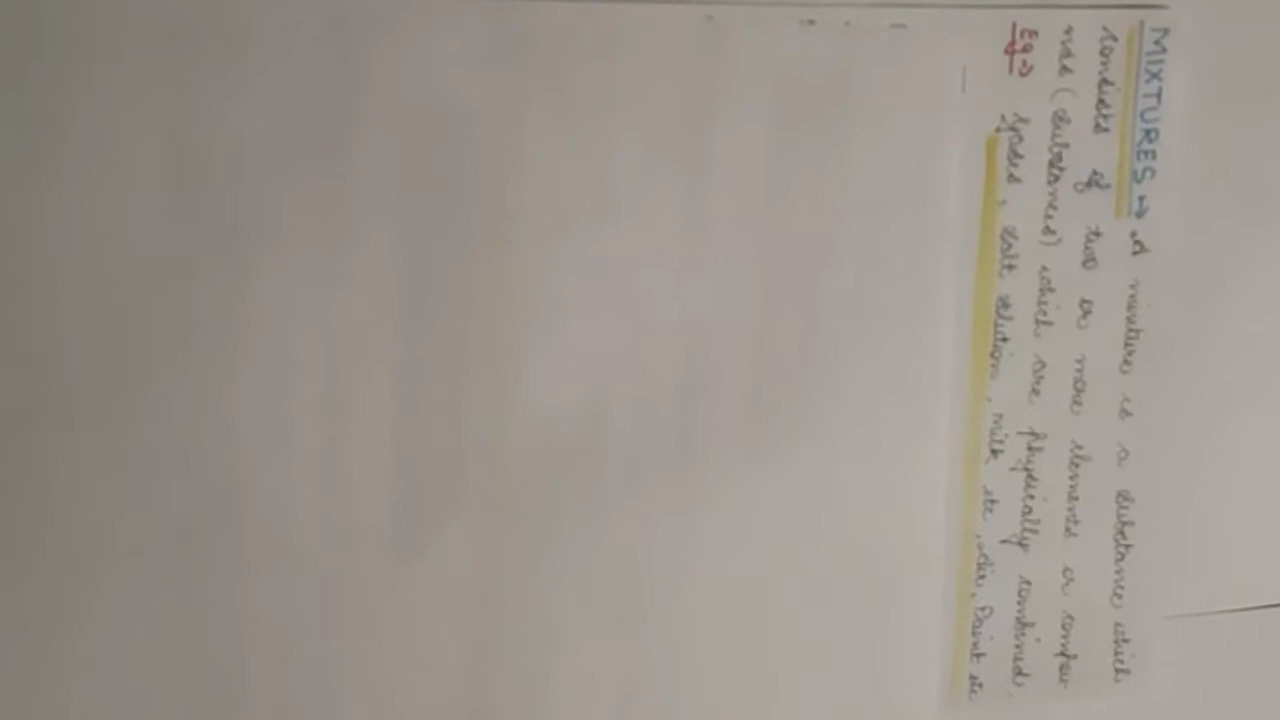 MIXTURES → A mixture is a substance which
consists of two or more elements or compou-
nds (substances) which are physically combined.
Eg → , salt solution, milk etc, Air, Paint etc